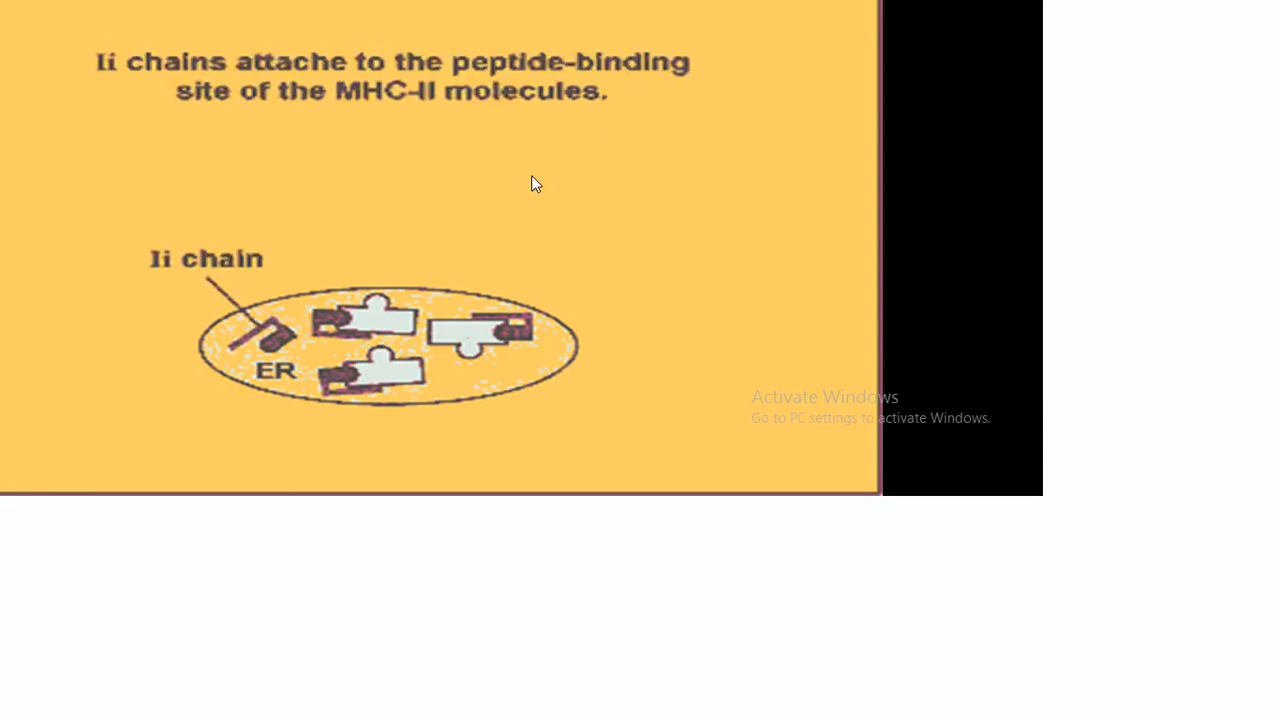 Ii chains attache to the peptide-binding
site of the MHC-II molecules.
Ii chain
ER
Activate Windows
Go to PC settings to activate Windows.